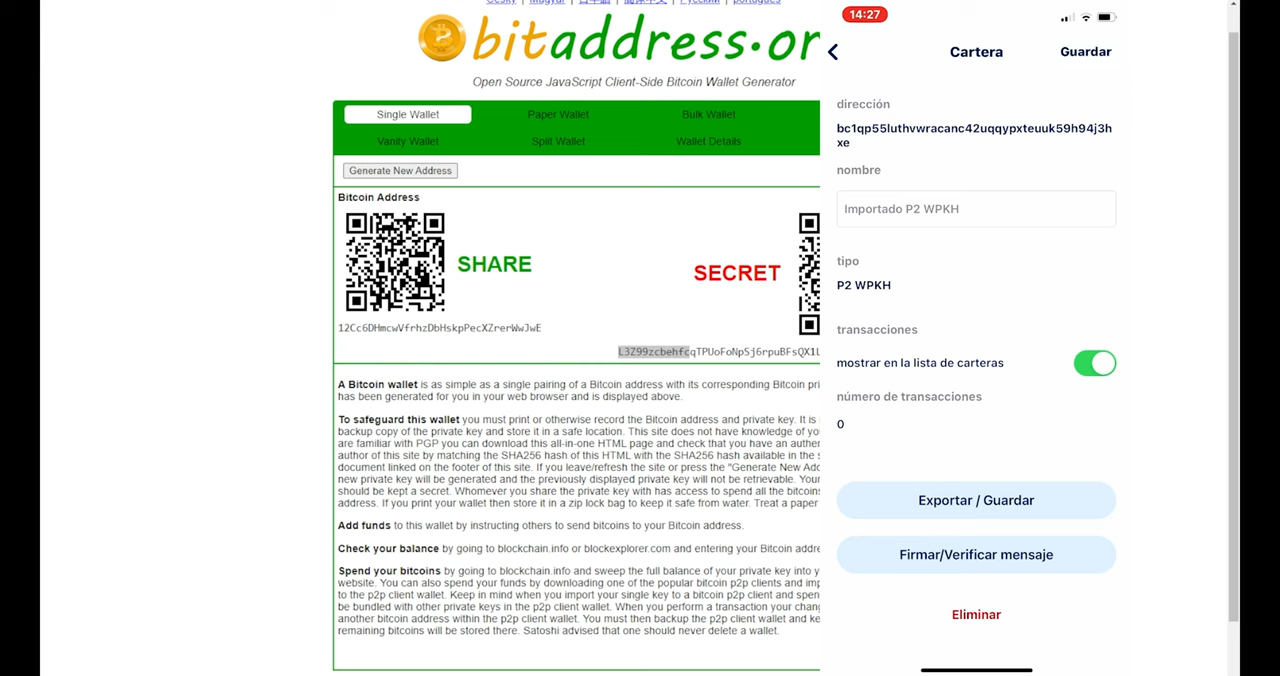 Česky | Magyar | 日本語 | 简体中文 | Русский | português
bitaddress.or
Open Source JavaScript Client-Side Bitcoin Wallet Generator
Single Wallet
Paper Wallet
Bulk Wallet
Vanity Wallet
Split Wallet
Wallet Details
Generate New Address
Bitcoin Address
SHARE
SECRET
12Cc6DHmcwVfrhzDbHskpPecXZrerWwJwE
L3Z99zcbehfcqTPUoFoNpSj6rpuBFsQX1L
A Bitcoin wallet is as simple as a single pairing of a Bitcoin address with its corresponding Bitcoin pri
has been generated for you in your web browser and is displayed above.
To safeguard this wallet you must print or otherwise record the Bitcoin address and private key. It is
backup copy of the private key and store it in a safe location. This site does not have knowledge of yo
are familiar with PGP you can download this all-in-one HTML page and check that you have an authen
author of this site by matching the SHA256 hash of this HTML with the SHA256 hash available in the s
document linked on the footer of this site. If you leave/refresh the site or press the "Generate New Add
new private key will be generated and the previously displayed private key will not be retrievable. Your
should be kept a secret. Whomever you share the private key with has access to spend all the bitcoins
address. If you print your wallet then store it in a zip lock bag to keep it safe from water. Treat a paper
Add funds to this wallet by instructing others to send bitcoins to your Bitcoin address.
Check your balance by going to blockchain.info or blockexplorer.com and entering your Bitcoin addre
Spend your bitcoins by going to blockchain.info and sweep the full balance of your private key into y
website. You can also spend your funds by downloading one of the popular bitcoin p2p clients and imp
to the p2p client wallet. Keep in mind when you import your single key to a bitcoin p2p client and spen
be bundled with other private keys in the p2p client wallet. When you perform a transaction your chang
another bitcoin address within the p2p client wallet. You must then backup the p2p client wallet and ke
remaining bitcoins will be stored there. Satoshi advised that one should never delete a wallet.
14:27
Cartera
Guardar
dirección
bc1qp55luthvwracanc42uqqypxteuuk59h94j3h
xe
nombre
Importado P2 WPKH
tipo
P2 WPKH
transacciones
mostrar en la lista de carteras
número de transacciones
0
Exportar / Guardar
Firmar/Verificar mensaje
Eliminar